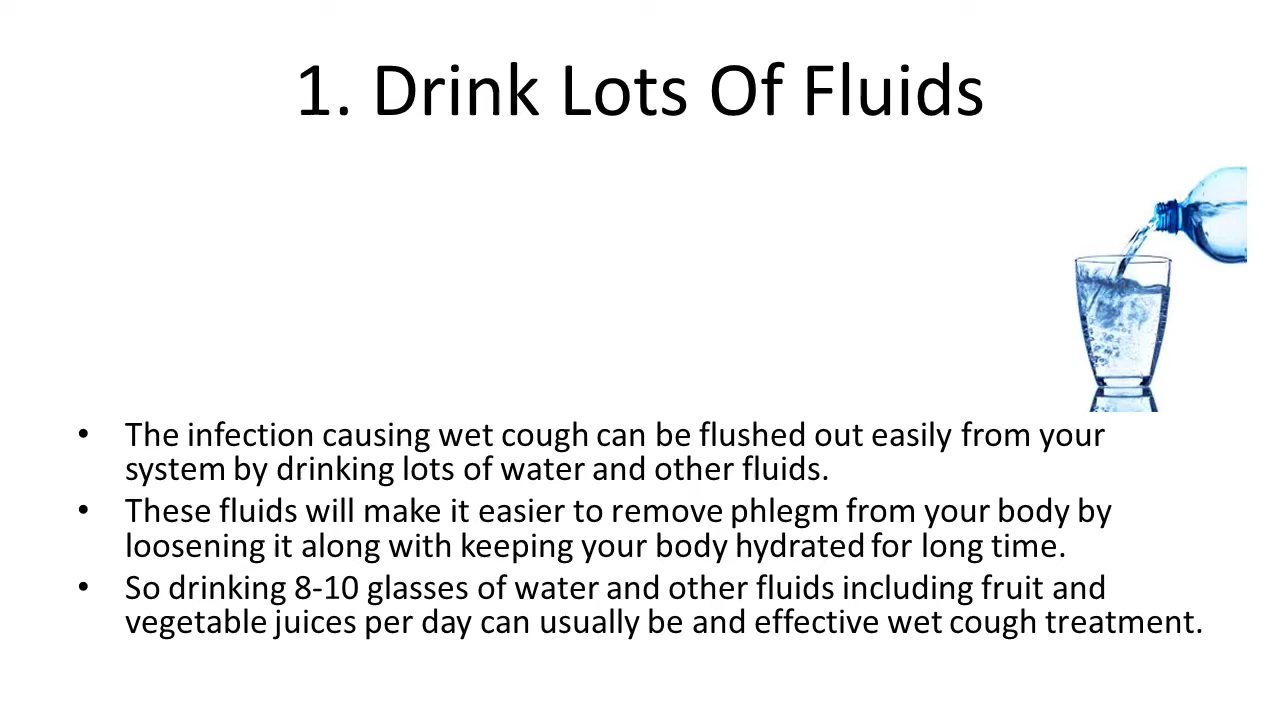 1. Drink Lots Of Fluids
• The infection causing wet cough can be flushed out easily from your
system by drinking lots of water and other fluids.
• These fluids will make it easier to remove phlegm from your body by
loosening it along with keeping your body hydrated for long time.
• So drinking 8-10 glasses of water and other fluids including fruit and
vegetable juices per day can usually be and effective wet cough treatment.